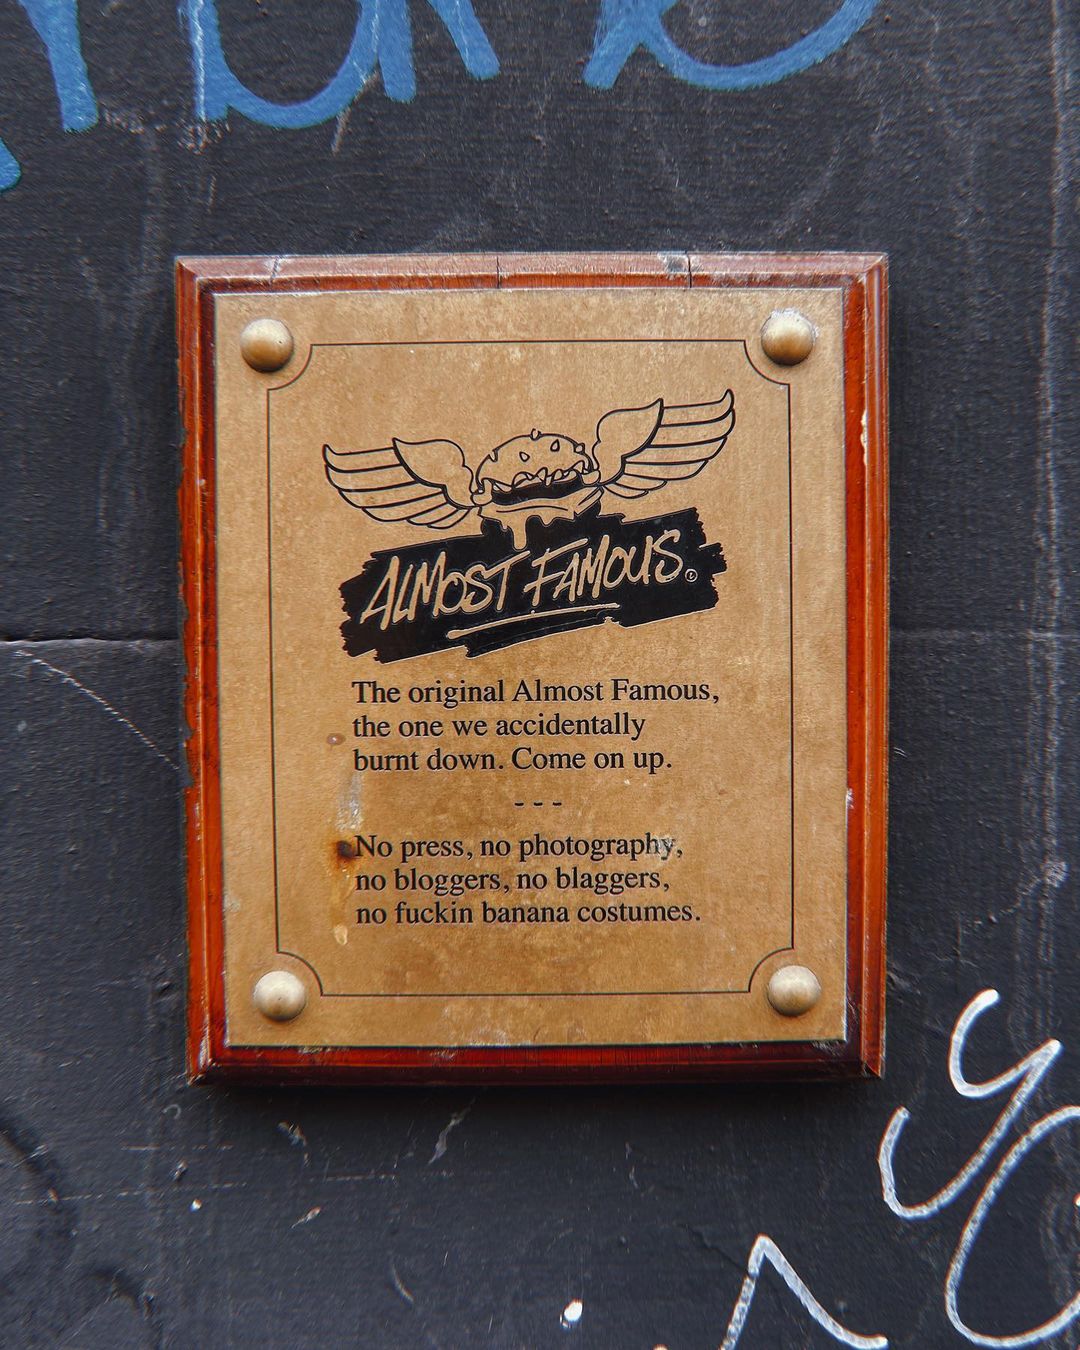 ALMOST FAMOUS.
The original Almost Famous,
the one we accidentally
burnt down. Come on up.
---
No press, no photography,
no bloggers, no blaggers,
no fuckin banana costumes.